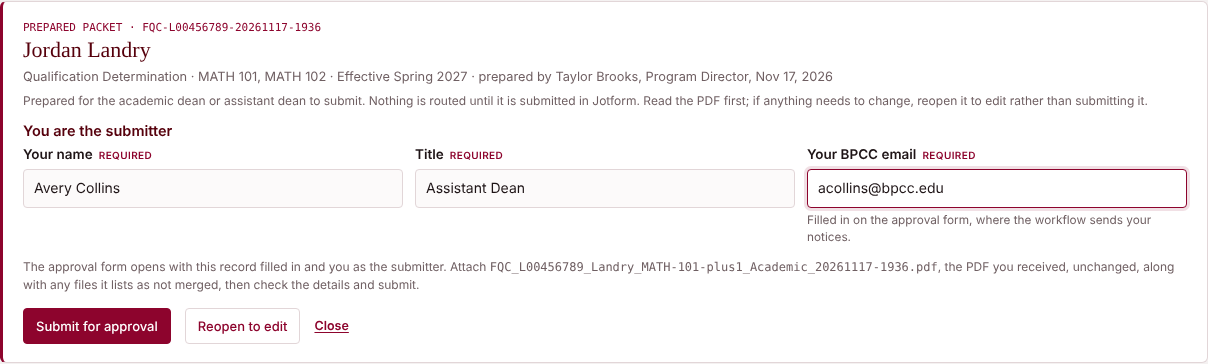 PREPARED PACKET · FQC-L00456789-20261117-1936
Jordan Landry
Qualification Determination · MATH 101, MATH 102 · Effective Spring 2027 · prepared by Taylor Brooks, Program Director, Nov 17, 2026
Prepared for the academic dean or assistant dean to submit. Nothing is routed until it is submitted in Jotform. Read the PDF first; if anything needs to change, reopen it to edit rather than submitting it.
You are the submitter
Your name REQUIRED
Title REQUIRED
Your BPCC email REQUIRED
Avery Collins
Assistant Dean
acollins@bpcc.edu
Filled in on the approval form, where the workflow sends your
notices.
The approval form opens with this record filled in and you as the submitter. Attach FQC_L00456789_Landry_MATH-101-plus1_Academic_20261117-1936.pdf, the PDF you received, unchanged, along
with any files it lists as not merged, then check the details and submit.
Submit for approval
Reopen to edit
Close